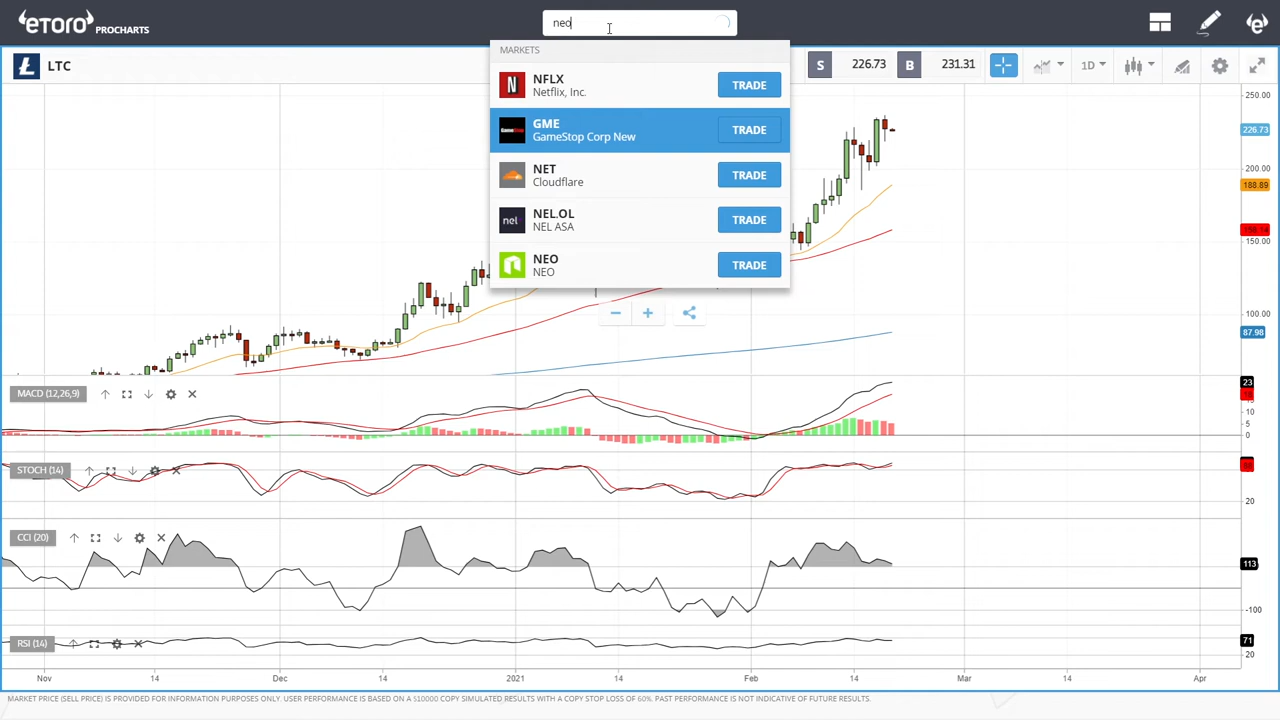 etoro PROCHARTS
neo
MARKETS
NFLX
Netflix, Inc.
TRADE
GME
GameStop Corp New
TRADE
NET
Cloudflare
TRADE
nel
NEL.OL
NEL ASA
TRADE
NEO
NEO
TRADE
LTC
S 226.73 B 231.31
1D
250.00
226.73
200.00
188.89
150.00
100.00
87.98
MACD (12,26,9)
23
10
5
0
STOCH (14)
20
CCI (20)
113
-100
RSI (14)
71
20
Nov 14 Dec 14 2021 14 Feb 14 Mar 14 Apr
MARKET PRICE (SELL PRICE) IS PROVIDED FOR INFORMATION PURPOSES ONLY. USER PERFORMANCE IS BASED ON A $10000 COPY SIMULATED RESULTS WITH A COPY STOP LOSS OF 60%. PAST PERFORMANCE IS NOT INDICATIVE OF FUTURE RESULTS.